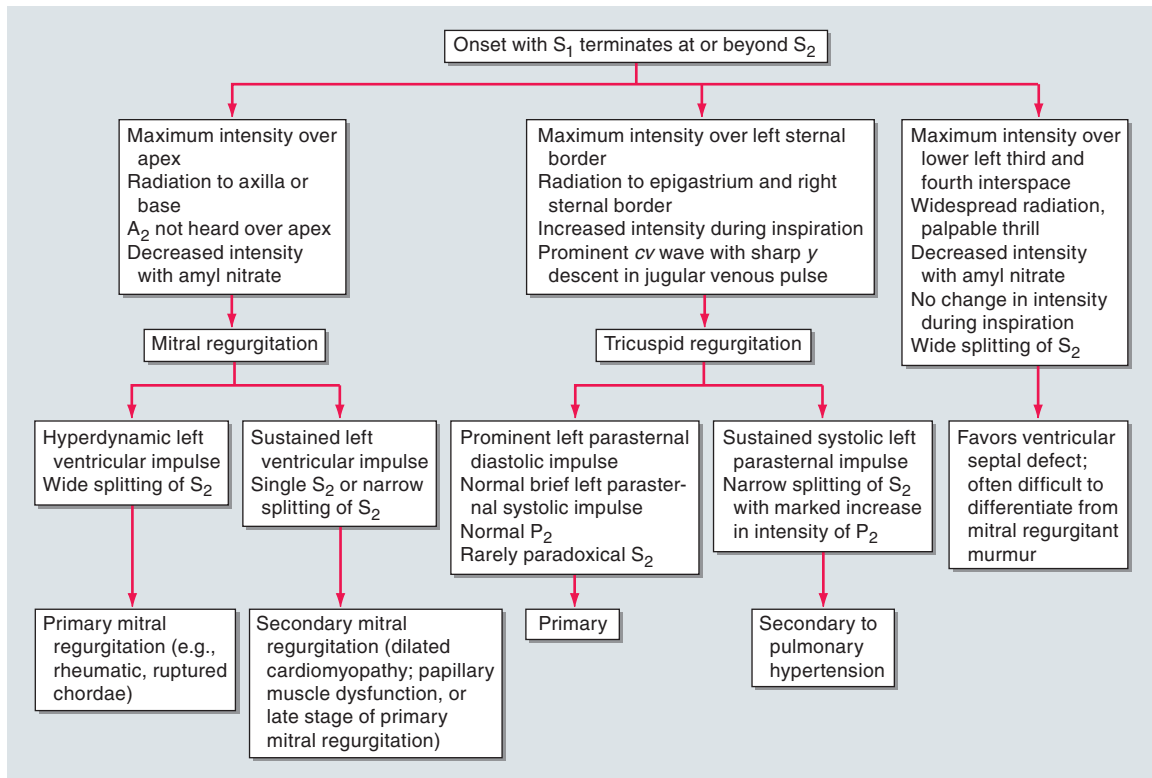 Onset with S₁ terminates at or beyond S₂
Maximum intensity over
apex
Radiation to axilla or
base
A₂ not heard over apex
Decreased intensity
with amyl nitrate
Maximum intensity over left sternal
border
Radiation to epigastrium and right
sternal border
Increased intensity during inspiration
Prominent cv wave with sharp y
descent in jugular venous pulse
Maximum intensity over
lower left third and
fourth interspace
Widespread radiation,
palpable thrill
Decreased intensity
with amyl nitrate
No change in intensity
during inspiration
Wide splitting of S₂
Mitral regurgitation
Tricuspid regurgitation
Hyperdynamic left
ventricular impulse
Wide splitting of S₂
Sustained left
ventricular impulse
Single S₂ or narrow
splitting of S₂
Prominent left parasternal
diastolic impulse
Normal brief left paraster-
nal systolic impulse
Normal P₂
Rarely paradoxical S₂
Sustained systolic left
parasternal impulse
Narrow splitting of S₂
with marked increase
in intensity of P₂
Favors ventricular
septal defect;
often difficult to
differentiate from
mitral regurgitant
murmur
Primary mitral
regurgitation (e.g.,
rheumatic, ruptured
chordae)
Secondary mitral
regurgitation (dilated
cardiomyopathy; papillary
muscle dysfunction, or
late stage of primary
mitral regurgitation)
Primary
Secondary to
pulmonary
hypertension